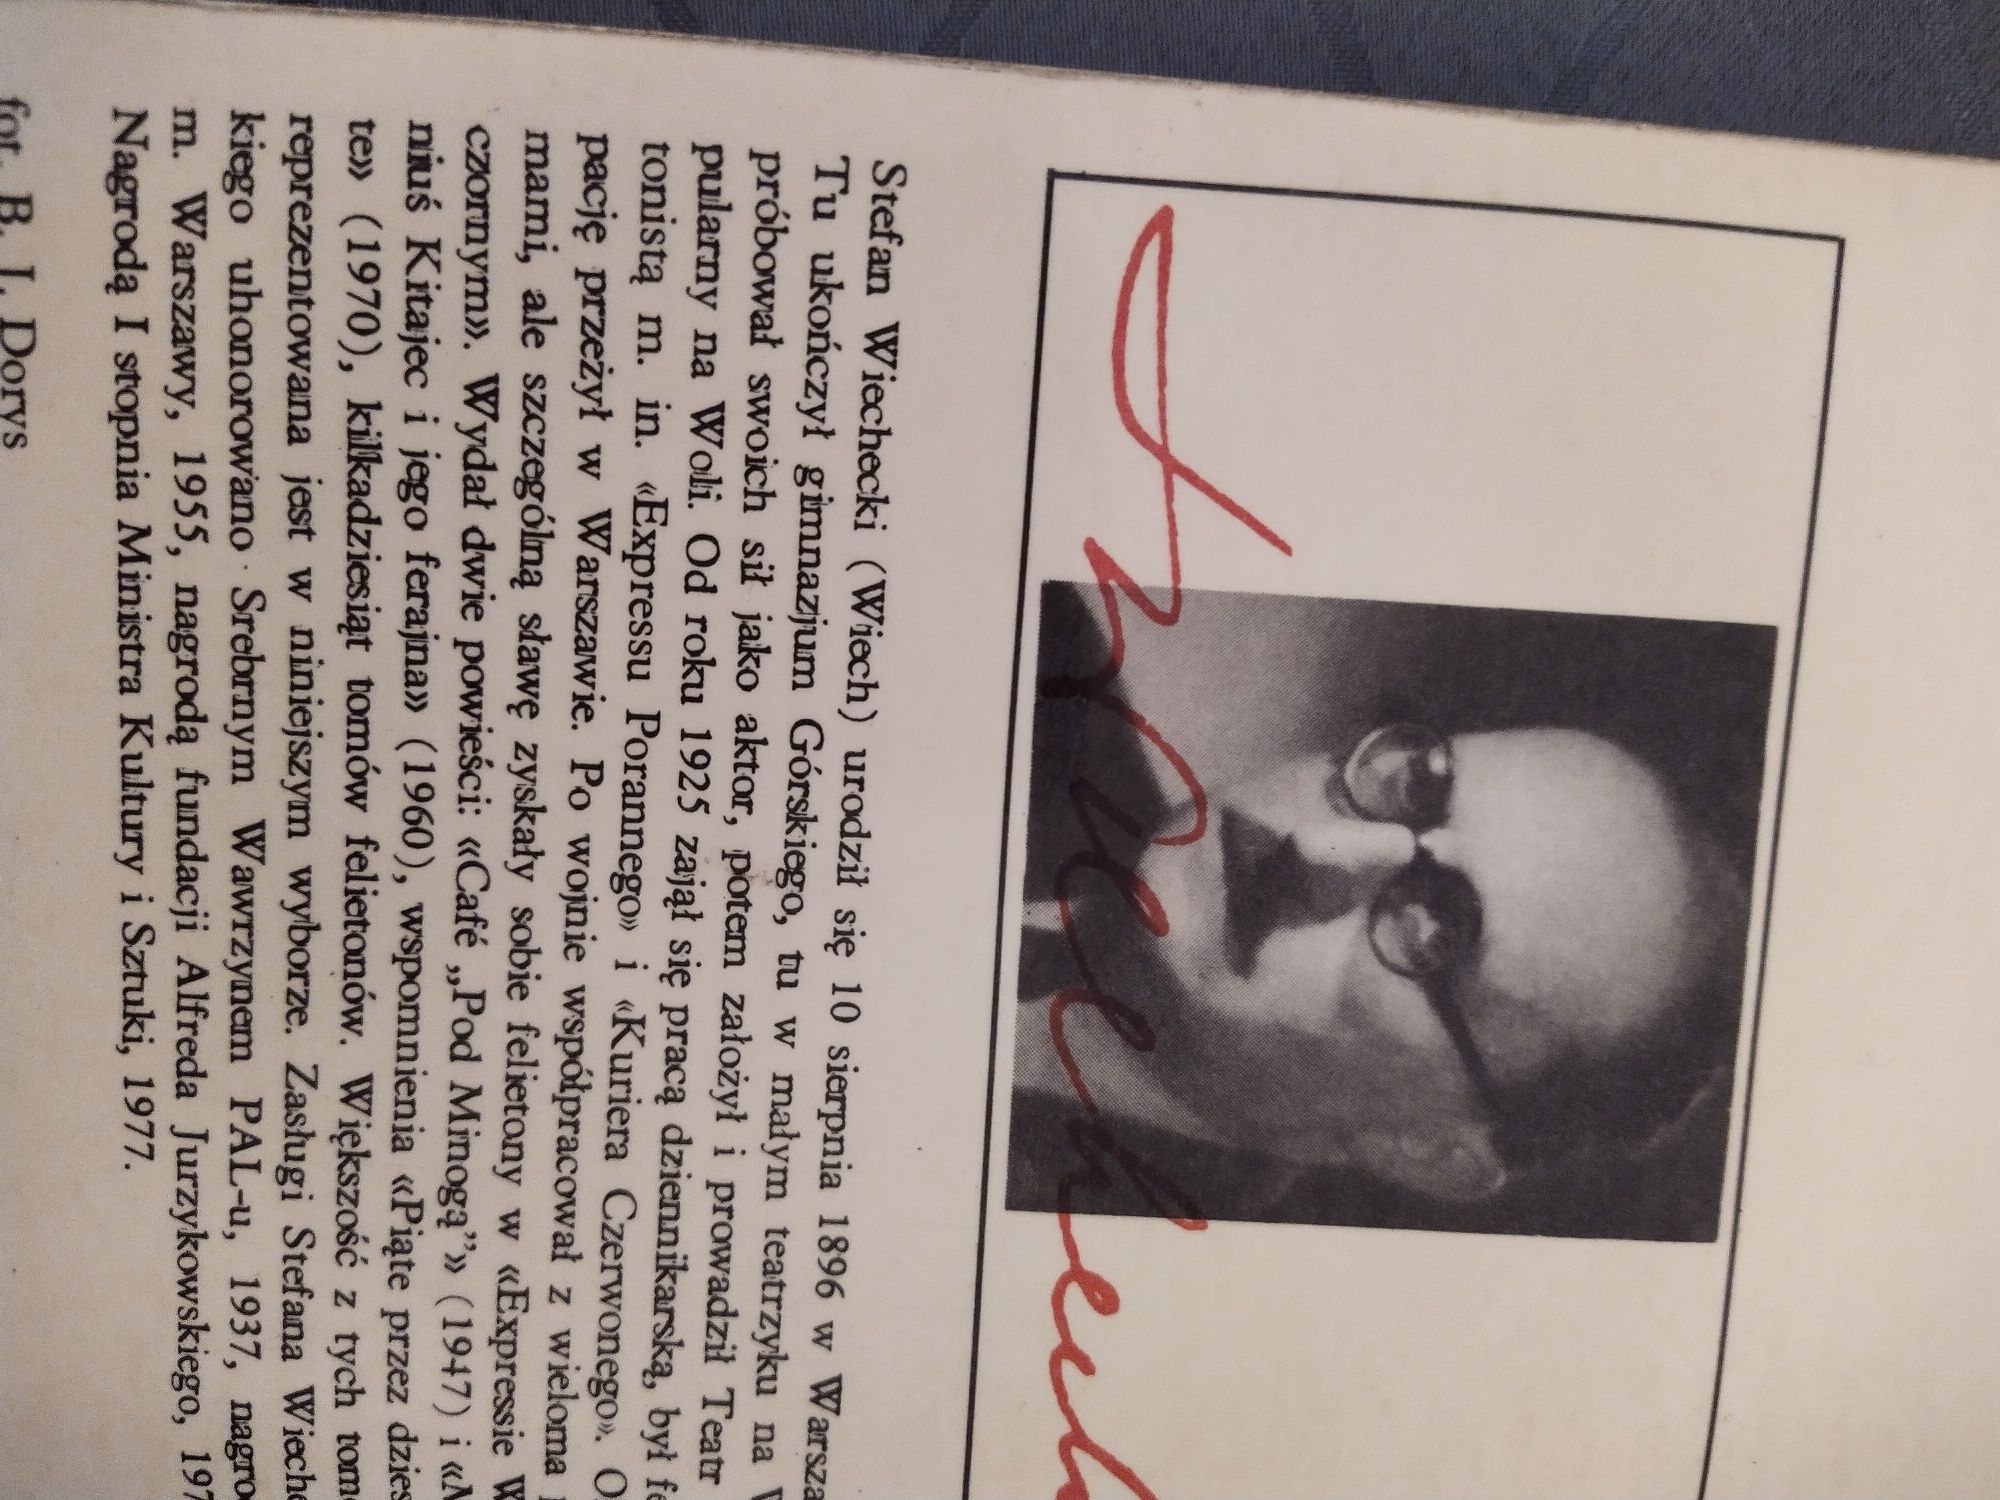 Stefan Wiechecki (Wiech) urodził się 10 sierpnia 1896 w Warsza
Tu ukończył gimnazjum Górskiego, tu w małym teatrzyku na W
próbował swoich sił jako aktor, potem założył i prowadził Teatr
pularny na Woli. Od roku 1925 zajął się pracą dziennikarską, był fe
tonistą m. in. «Expressu Porannego» i «Kuriera Czerwonego». O
pację przeżył w Warszawie. Po wojnie współpracował z wieloma
mami, ale szczególną sławę zyskały sobie felietony w «Expressie W
czornym». Wydał dwie powieści: «Café „Pod Minogą”» (1947) i «M
niuś Kitajec i jego ferajna» (1960), wspomnienia «Piąte przez dzies
te» (1970), kilkadziesiąt tomów felietonów. Większość z tych tom
reprezentowana jest w niniejszym wyborze. Zasługi Stefana Wieche
kiego uhonorowano Srebrnym Wawrzynem PAL-u, 1937, nagro
m. Warszawy, 1955, nagrodą fundacji Alfreda Jurzykowskiego, 197
Nagrodą I stopnia Ministra Kultury i Sztuki, 1977.
fot. B. J. Dorys